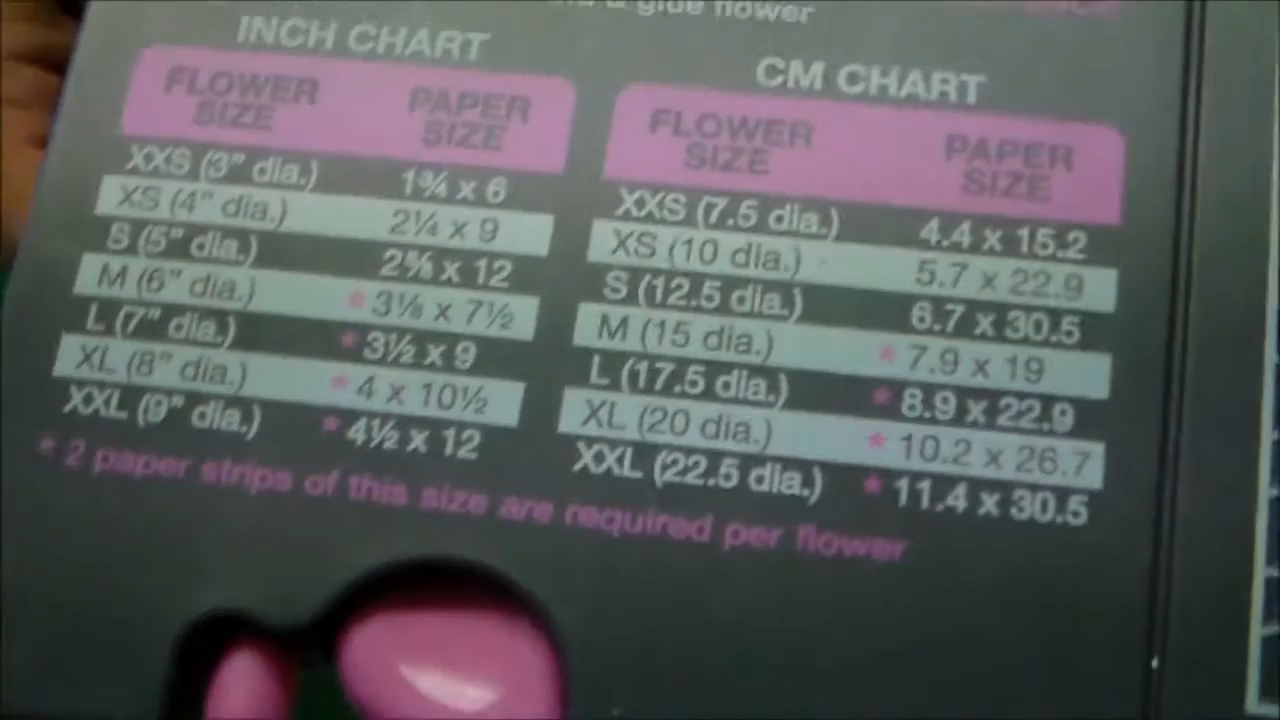 & glue flower
INCH CHART
FLOWER SIZE PAPER SIZE
XXS (3" dia.) 1¾ x 6
XS (4" dia.) 2¼ x 9
S (5" dia.) 2⅝ x 12
M (6" dia.) * 3⅛ x 7½
L (7" dia.) * 3½ x 9
XL (8" dia.) * 4 x 10½
XXL (9" dia.) * 4½ x 12
CM CHART
FLOWER SIZE PAPER SIZE
XXS (7.5 dia.) 4.4 x 15.2
XS (10 dia.) 5.7 x 22.9
S (12.5 dia.) 6.7 x 30.5
M (15 dia.) * 7.9 x 19
L (17.5 dia.) * 8.9 x 22.9
XL (20 dia.) * 10.2 x 26.7
XXL (22.5 dia.) * 11.4 x 30.5
* 2 paper strips of this size are required per flower